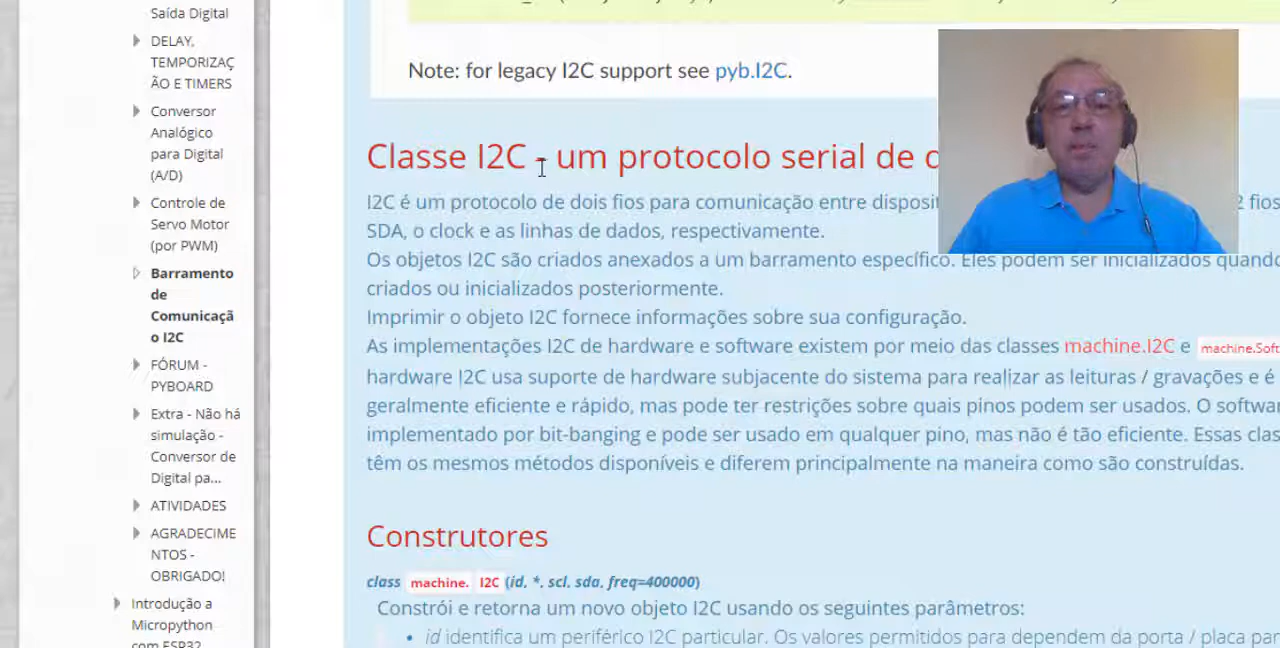 Saída Digital
DELAY,
TEMPORIZAÇ
ÃO E TIMERS
Conversor
Analógico
para Digital
(A/D)
Controle de
Servo Motor
(por PWM)
Barramento
de
Comunicaçã
o I2C
FÓRUM -
PYBOARD
Extra - Não há
simulação -
Conversor de
Digital pa...
ATIVIDADES
AGRADECIME
NTOS -
OBRIGADO!
Introdução a
Micropython
com ESP32
Note: for legacy I2C support see pyb.I2C.
Classe I2C - um protocolo serial de
I2C é um protocolo de dois fios para comunicação entre 2 fios
SDA, o clock e as linhas de dados, respectivamente.
Os objetos I2C são criados anexados a um barramento específico. Eles podem ser inicializados quando
criados ou inicializados posteriormente.
Imprimir o objeto I2C fornece informações sobre sua configuração.
As implementações I2C de hardware e software existem por meio das classes machine.I2C e machine.Soft
hardware I2C usa suporte de hardware subjacente do sistema para realizar as leituras / gravações e é
geralmente eficiente e rápido, mas pode ter restrições sobre quais pinos podem ser usados. O softwa
implementado por bit-banging e pode ser usado em qualquer pino, mas não é tão eficiente. Essas clas
têm os mesmos métodos disponíveis e diferem principalmente na maneira como são construídas.
Construtores
class machine. I2C (id, *, scl, sda, freq=400000)
Constrói e retorna um novo objeto I2C usando os seguintes parâmetros:
• id identifica um periférico I2C particular. Os valores permitidos para dependem da porta / placa par